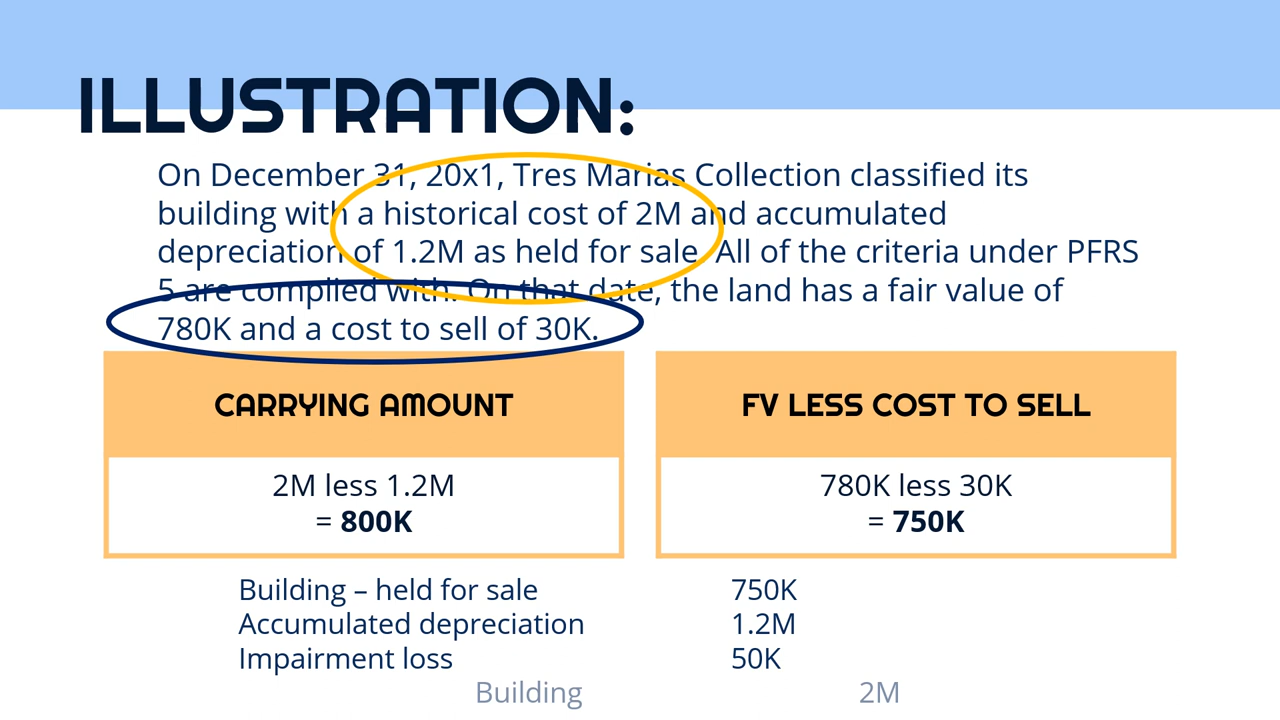 ILLUSTRATION:
On December 31, 20x1, Tres Marias Collection classified its
building with a historical cost of 2M and accumulated
depreciation of 1.2M as held for sale. All of the criteria under PFRS
5 are complied with. On that date, the land has a fair value of
780K and a cost to sell of 30K.
CARRYING AMOUNT
2M less 1.2M
= 800K
FV LESS COST TO SELL
780K less 30K
= 750K
Building – held for sale 750K
Accumulated depreciation 1.2M
Impairment loss 50K
Building 2M